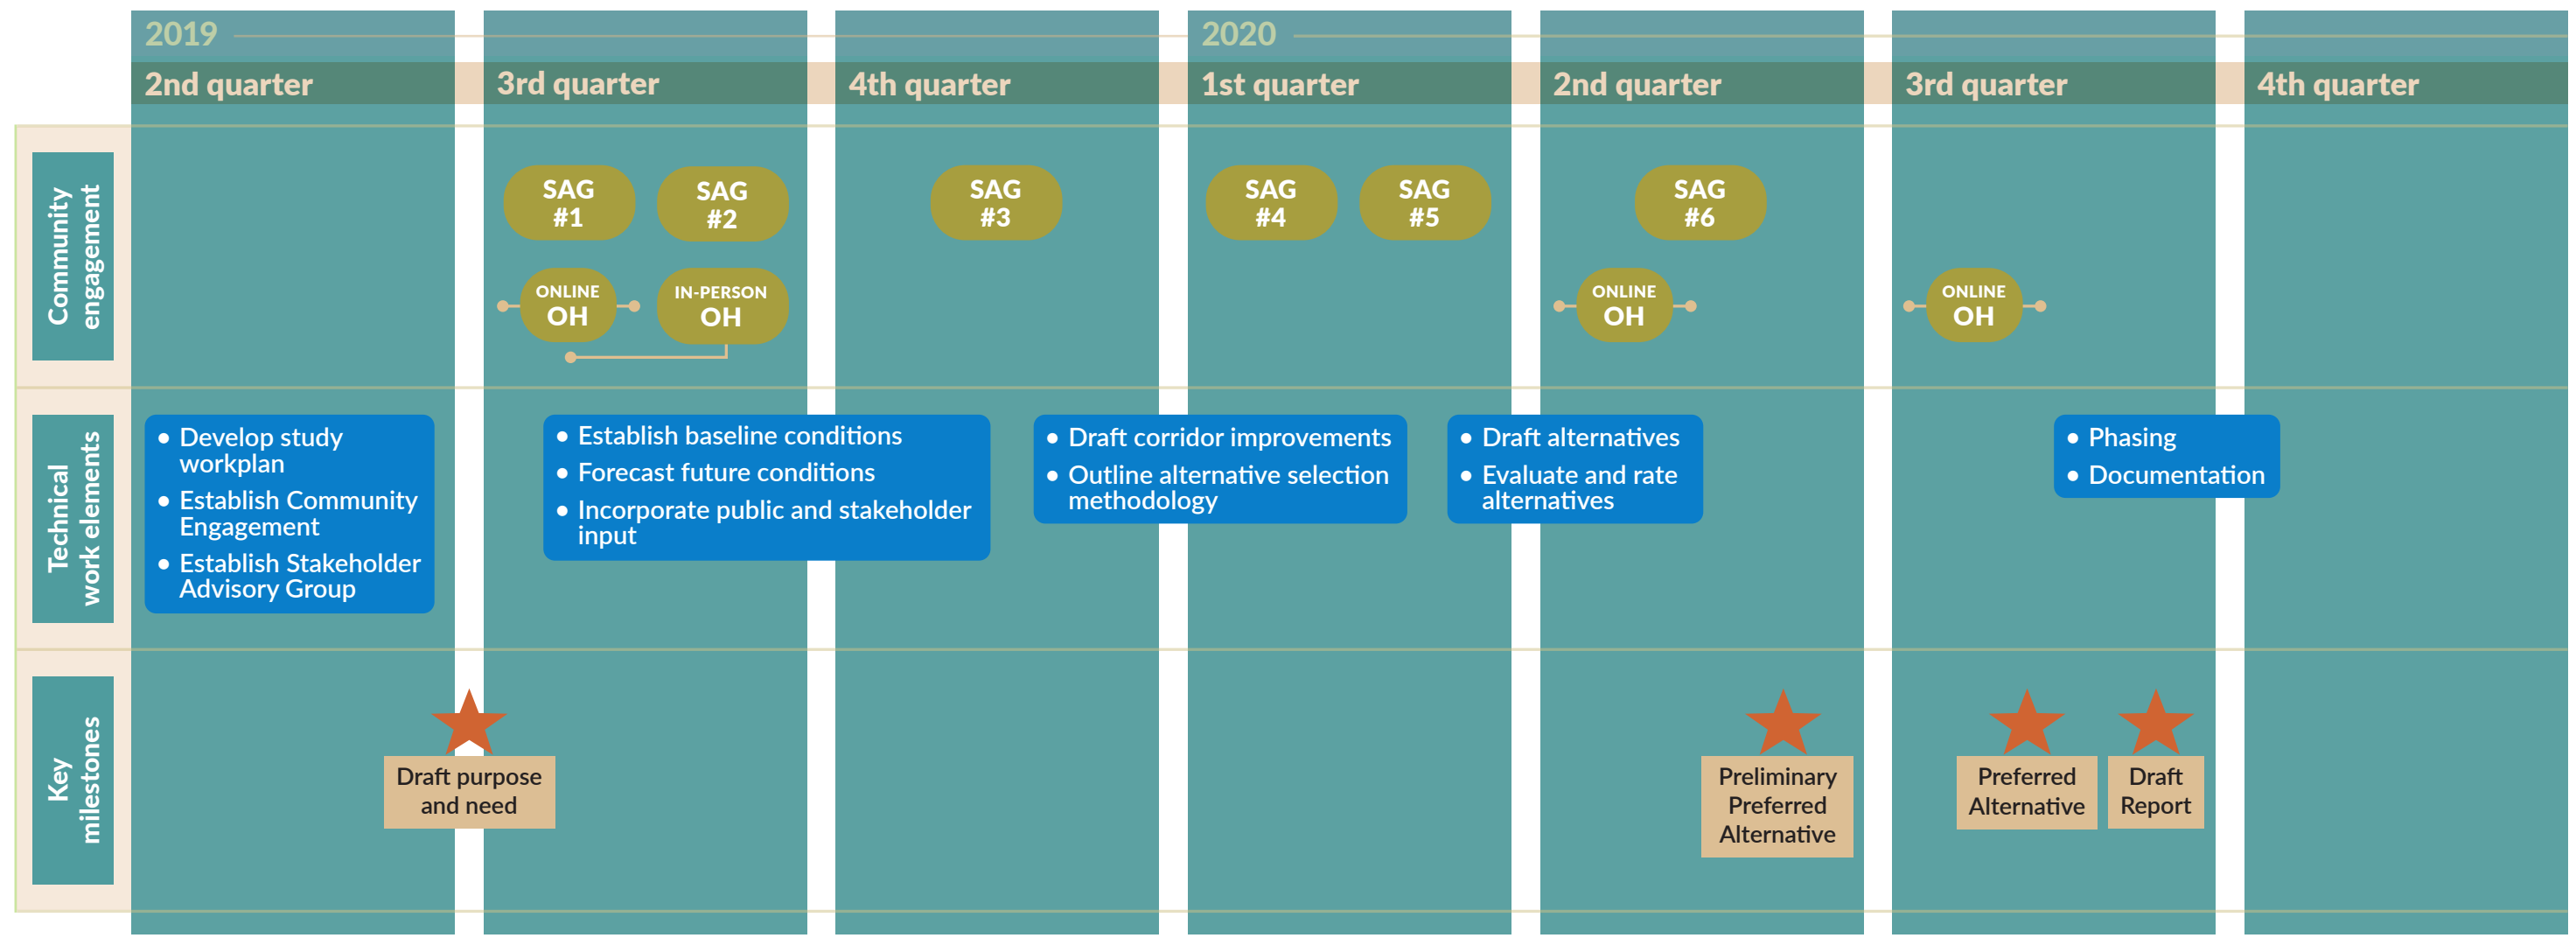 2019
2020
2nd quarter
3rd quarter
4th quarter
1st quarter
2nd quarter
3rd quarter
4th quarter
Community
engagement
SAG
#1
SAG
#2
SAG
#3
SAG
#4
SAG
#5
SAG
#6
ONLINE
OH
IN-PERSON
OH
ONLINE
OH
ONLINE
OH
Technical
work elements
• Develop study
workplan
• Establish Community
Engagement
• Establish Stakeholder
Advisory Group
• Establish baseline conditions
• Forecast future conditions
• Incorporate public and stakeholder
input
• Draft corridor improvements
• Outline alternative selection
methodology
• Draft alternatives
• Evaluate and rate
alternatives
• Phasing
• Documentation
Key
milestones
Draft purpose
and need
Preliminary
Preferred
Alternative
Preferred
Alternative
Draft
Report